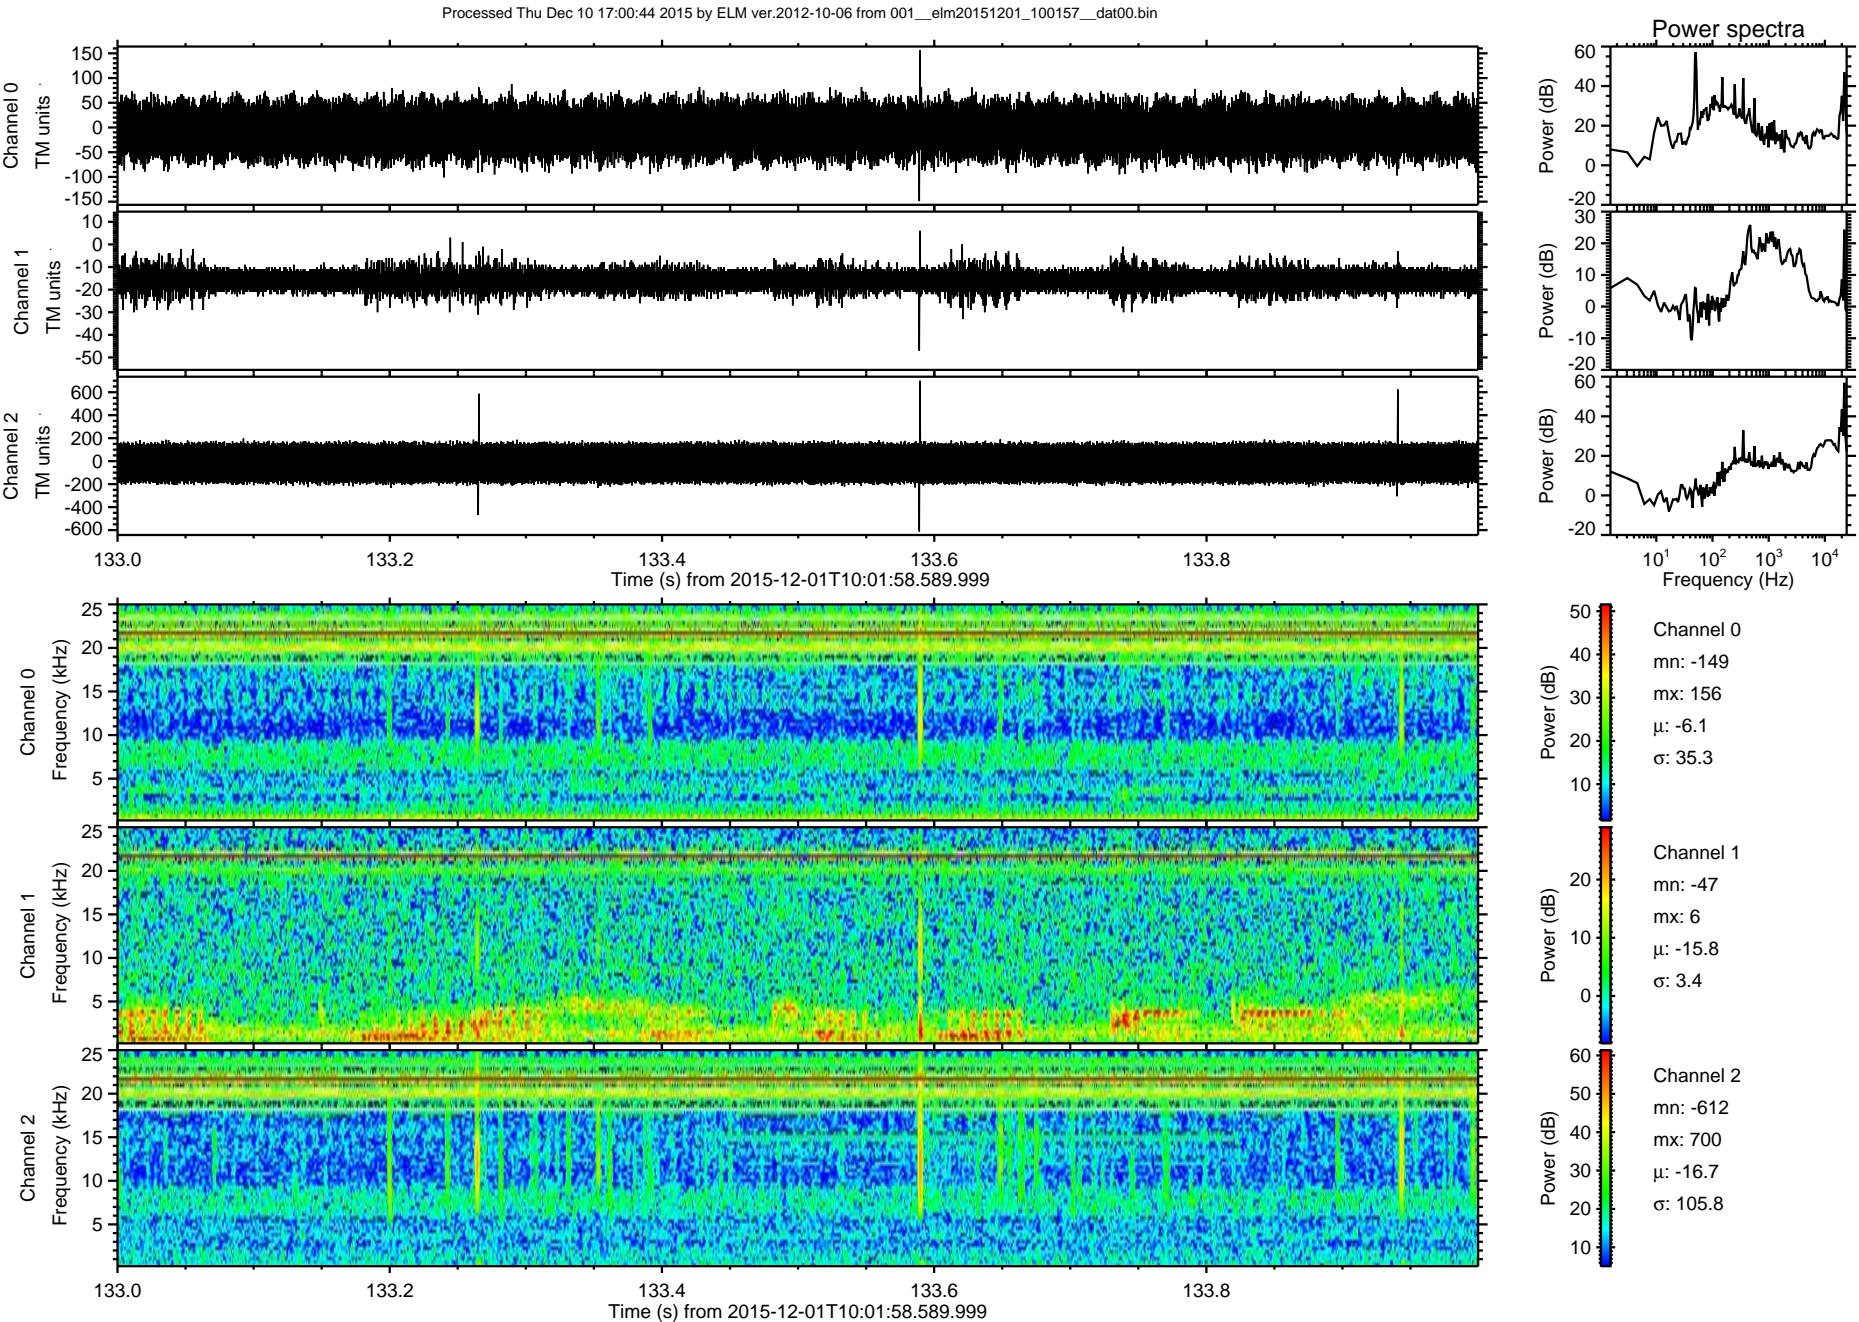 Processed Thu Dec 10 17:00:44 2015 by ELM ver.2012-10-06 from 001__elm20151201_100157__dat00.bin
Power spectra
Channel 0
TM units
150
100
50
0
-50
-100
-150
Power (dB)
60
40
20
0
-20
Channel 1
TM units
10
0
-10
-20
-30
-40
-50
Power (dB)
30
20
10
0
-10
-20
Channel 2
TM units
600
400
200
0
-200
-400
-600
Power (dB)
60
40
20
0
-20
133.0 133.2 133.4 133.6 133.8
Time (s) from 2015-12-01T10:01:58.589.999
10¹ 10² 10³ 10⁴
Frequency (Hz)
Channel 0
Frequency (kHz)
25
20
15
10
5
Power (dB)
50
40
30
20
10
Channel 0
mn: -149
mx: 156
μ: -6.1
σ: 35.3
Channel 1
Frequency (kHz)
25
20
15
10
5
Power (dB)
20
10
0
Channel 1
mn: -47
mx: 6
μ: -15.8
σ: 3.4
Channel 2
Frequency (kHz)
25
20
15
10
5
Power (dB)
60
50
40
30
20
10
Channel 2
mn: -612
mx: 700
μ: -16.7
σ: 105.8
133.0 133.2 133.4 133.6 133.8
Time (s) from 2015-12-01T10:01:58.589.999